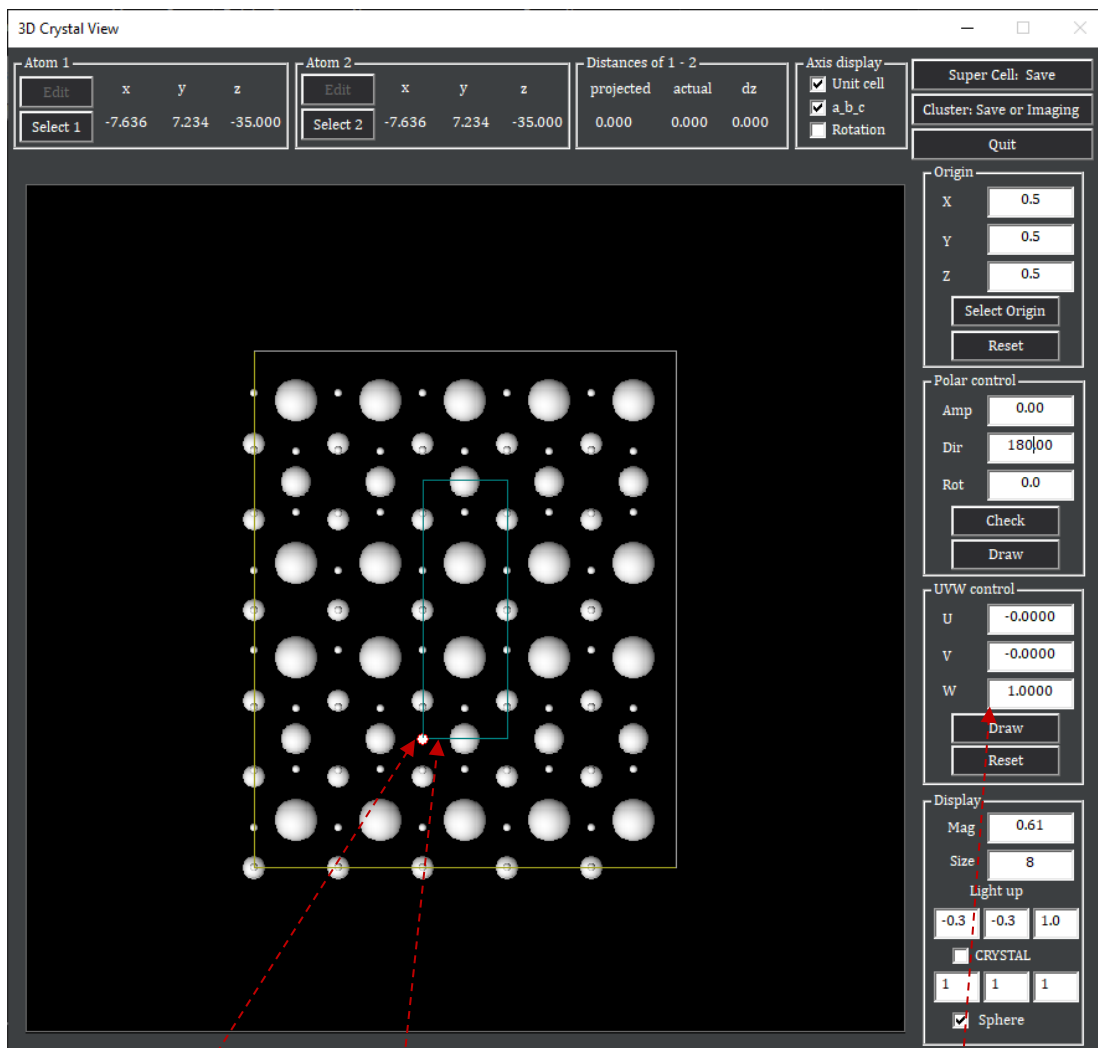 3D Crystal View
Atom 1
Edit x y z
Select 1 -7.636 7.234 -35.000
Atom 2
Edit x y z
Select 2 -7.636 7.234 -35.000
Distances of 1 - 2
projected actual dz
0.000 0.000 0.000
Axis display
Unit cell
a_b_c
Rotation
Super Cell: Save
Cluster: Save or Imaging
Quit
Origin
X 0.5
Y 0.5
Z 0.5
Select Origin
Reset
Polar control
Amp 0.00
Dir 180.00
Rot 0.0
Check
Draw
UVW control
U -0.0000
V -0.0000
W 1.0000
Draw
Reset
Display
Mag 0.61
Size 8
Light up
-0.3 -0.3 1.0
CRYSTAL
1 1 1
Sphere